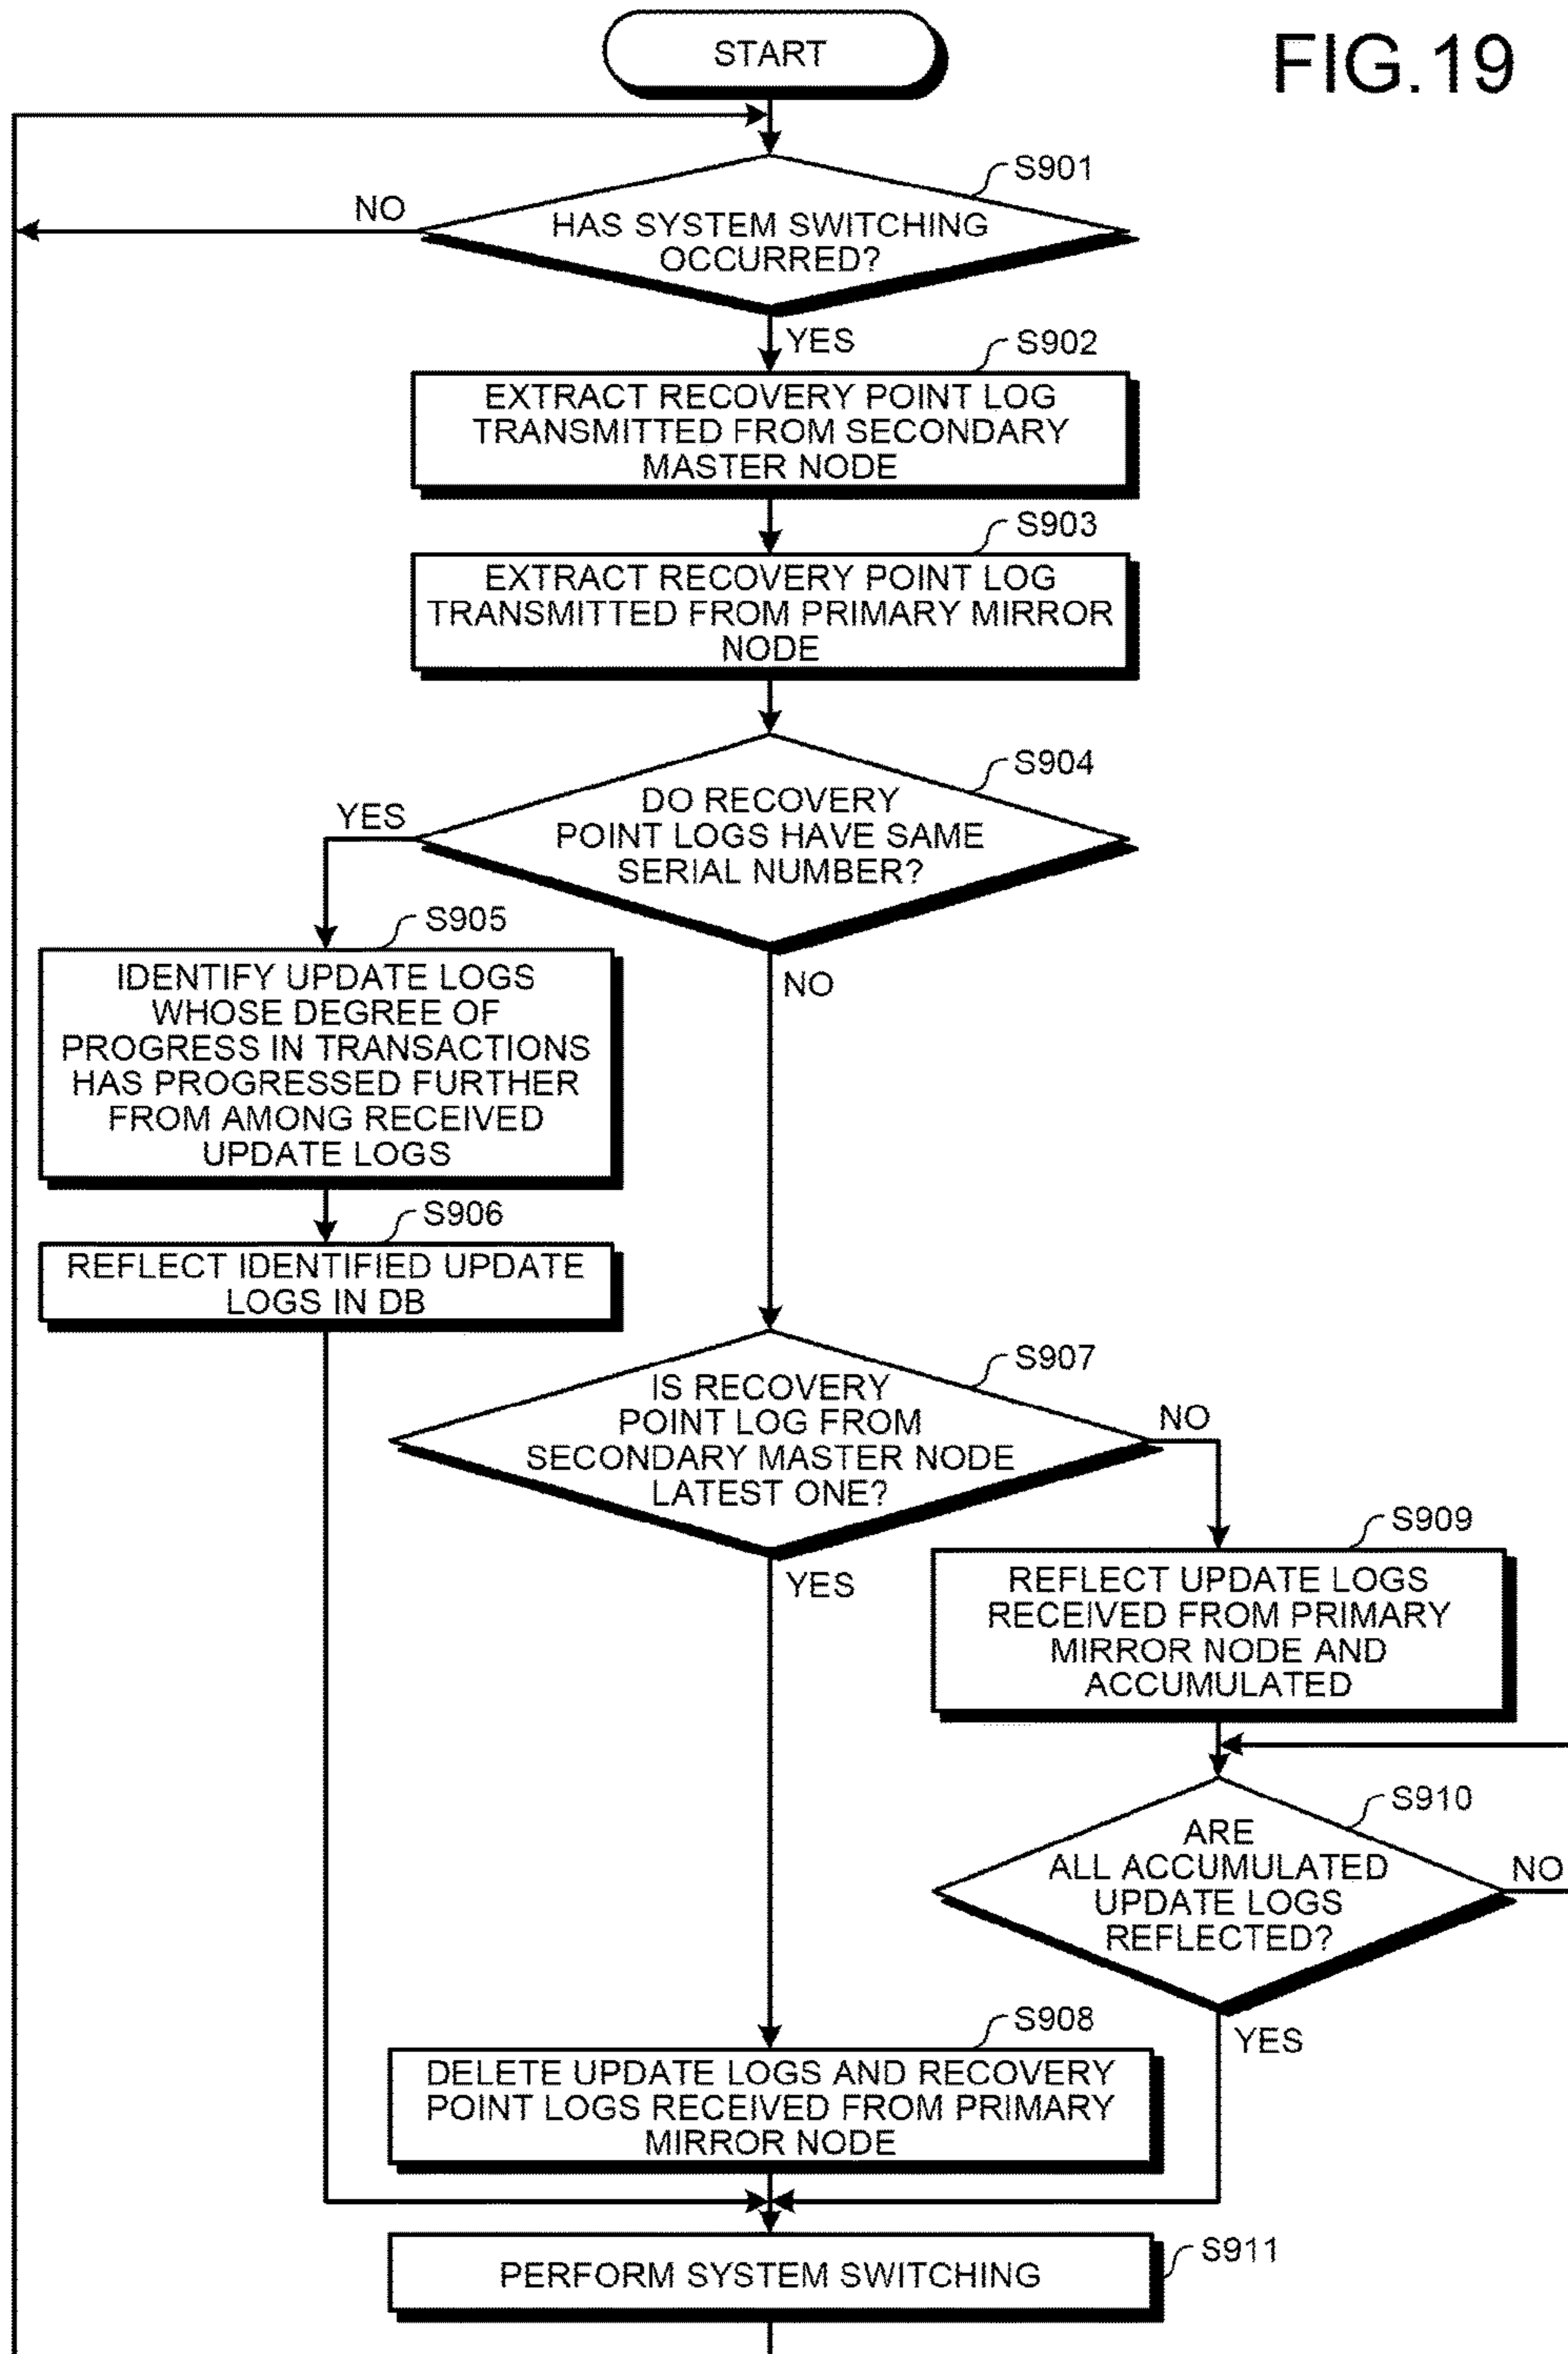 FIG.19
START
S901
NO
HAS SYSTEM SWITCHING
OCCURRED?
YES
S902
EXTRACT RECOVERY POINT LOG
TRANSMITTED FROM SECONDARY
MASTER NODE
S903
EXTRACT RECOVERY POINT LOG
TRANSMITTED FROM PRIMARY MIRROR
NODE
S904
DO RECOVERY
POINT LOGS HAVE SAME
SERIAL NUMBER?
YES
NO
S905
IDENTIFY UPDATE LOGS
WHOSE DEGREE OF
PROGRESS IN TRANSACTIONS
HAS PROGRESSED FURTHER
FROM AMONG RECEIVED
UPDATE LOGS
S906
REFLECT IDENTIFIED UPDATE
LOGS IN DB
S907
IS RECOVERY
POINT LOG FROM
SECONDARY MASTER NODE
LATEST ONE?
NO
YES
S909
REFLECT UPDATE LOGS
RECEIVED FROM PRIMARY
MIRROR NODE AND
ACCUMULATED
S910
ARE
ALL ACCUMULATED
UPDATE LOGS
REFLECTED?
NO
YES
S908
DELETE UPDATE LOGS AND RECOVERY
POINT LOGS RECEIVED FROM PRIMARY
MIRROR NODE
S911
PERFORM SYSTEM SWITCHING